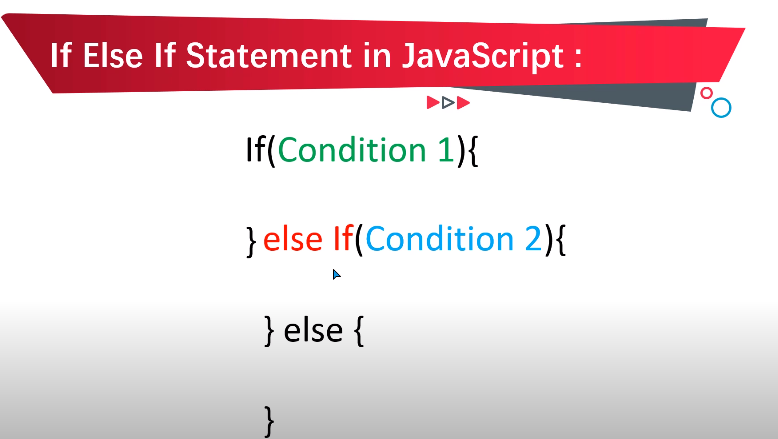 If Else If Statement in JavaScript :
If(Condition 1){
} else If(Condition 2){
} else {
}